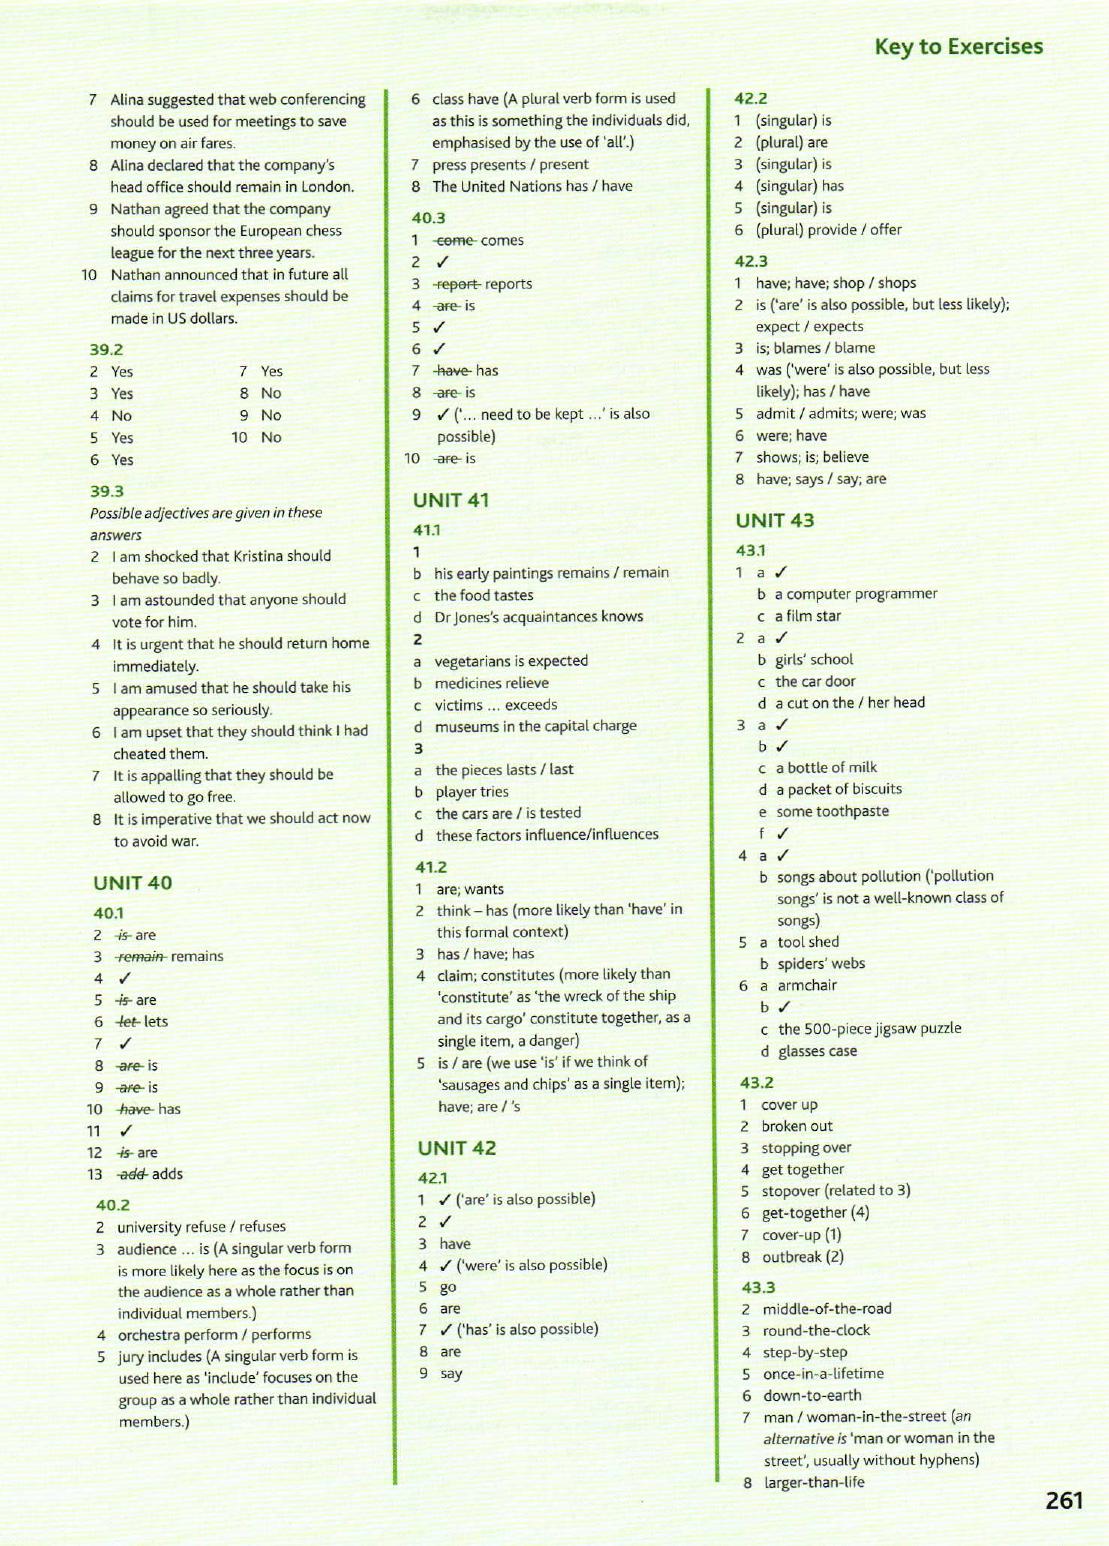 Key to Exercises
7 Alina suggested that web conferencing
should be used for meetings to save
money on air fares.
8 Alina declared that the company's
head office should remain in London.
9 Nathan agreed that the company
should sponsor the European chess
league for the next three years.
10 Nathan announced that in future all
claims for travel expenses should be
made in US dollars.
39.2
2 Yes 7 Yes
3 Yes 8 No
4 No 9 No
5 Yes 10 No
6 Yes
39.3
Possible adjectives are given in these
answers
2 I am shocked that Kristina should
behave so badly.
3 I am astounded that anyone should
vote for him.
4 It is urgent that he should return home
immediately.
5 I am amused that he should take his
appearance so seriously.
6 I am upset that they should think I had
cheated them.
7 It is appalling that they should be
allowed to go free.
8 It is imperative that we should act now
to avoid war.
UNIT 40
40.1
2 is are
3 remain remains
4 ✓
5 is are
6 let lets
7 ✓
8 are is
9 are is
10 have has
11 ✓
12 is are
13 add adds
40.2
2 university refuse / refuses
3 audience ... is (A singular verb form
is more likely here as the focus is on
the audience as a whole rather than
individual members.)
4 orchestra perform / performs
5 jury includes (A singular verb form is
used here as 'include' focuses on the
group as a whole rather than individual
members.)
6 class have (A plural verb form is used
as this is something the individuals did,
emphasised by the use of 'all'.)
7 press presents / present
8 The United Nations has / have
40.3
1 come comes
2 ✓
3 report reports
4 are is
5 ✓
6 ✓
7 have has
8 are is
9 ✓ ('... need to be kept ...' is also
possible)
10 are is
UNIT 41
41.1
1
b his early paintings remains / remain
c the food tastes
d Dr Jones's acquaintances knows
2
a vegetarians is expected
b medicines relieve
c victims ... exceeds
d museums in the capital charge
3
a the pieces lasts / last
b player tries
c the cars are / is tested
d these factors influence/influences
41.2
1 are; wants
2 think – has (more likely than 'have' in
this formal context)
3 has / have; has
4 claim; constitutes (more likely than
'constitute' as 'the wreck of the ship
and its cargo' constitute together, as a
single item, a danger)
5 is / are (we use 'is' if we think of
'sausages and chips' as a single item);
have; are / 's
UNIT 42
42.1
1 ✓ ('are' is also possible)
2 ✓
3 have
4 ✓ ('were' is also possible)
5 go
6 are
7 ✓ ('has' is also possible)
8 are
9 say
42.2
1 (singular) is
2 (plural) are
3 (singular) is
4 (singular) has
5 (singular) is
6 (plural) provide / offer
42.3
1 have; have; shop / shops
2 is ('are' is also possible, but less likely);
expect / expects
3 is; blames / blame
4 was ('were' is also possible, but less
likely); has / have
5 admit / admits; were; was
6 were; have
7 shows; is; believe
8 have; says / say; are
UNIT 43
43.1
1 a ✓
b a computer programmer
c a film star
2 a ✓
b girls' school
c the car door
d a cut on the / her head
3 a ✓
b ✓
c a bottle of milk
d a packet of biscuits
e some toothpaste
f ✓
4 a ✓
b songs about pollution ('pollution
songs' is not a well-known class of
songs)
5 a tool shed
b spiders' webs
6 a armchair
b ✓
c the 500-piece jigsaw puzzle
d glasses case
43.2
1 cover up
2 broken out
3 stopping over
4 get together
5 stopover (related to 3)
6 get-together (4)
7 cover-up (1)
8 outbreak (2)
43.3
2 middle-of-the-road
3 round-the-clock
4 step-by-step
5 once-in-a-lifetime
6 down-to-earth
7 man / woman-in-the-street (an
alternative is 'man or woman in the
street', usually without hyphens)
8 larger-than-life
261